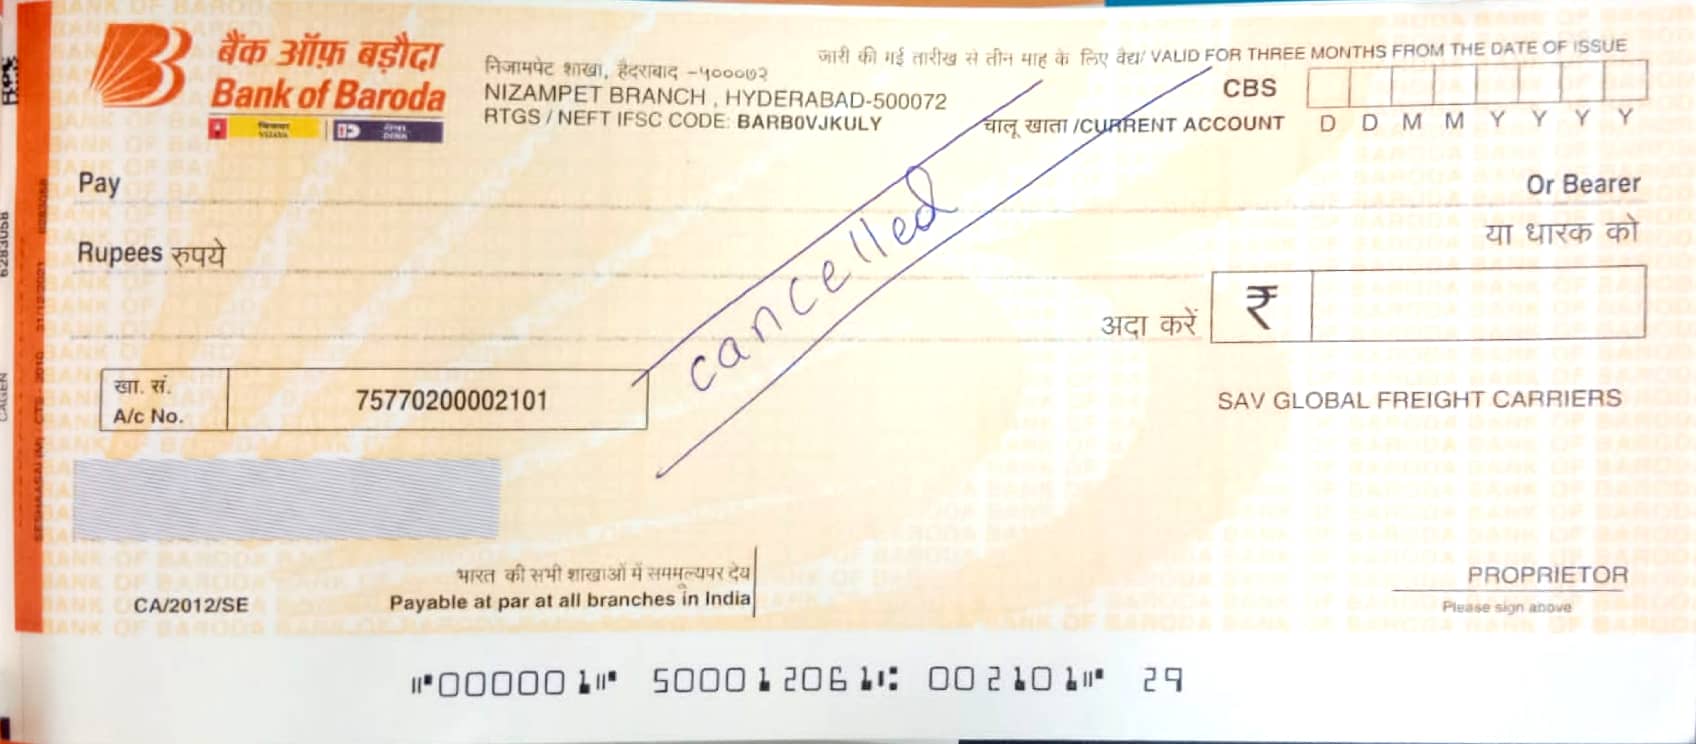 बैंक ऑफ़ बड़ौदा
Bank of Baroda
विजया VIJAYA
देना DENA
निजामपेट शाखा, हैदराबाद -५०००७२
NIZAMPET BRANCH , HYDERABAD-500072
RTGS / NEFT IFSC CODE: BARB0VJKULY
जारी की गई तारीख से तीन माह के लिए वैद्य/ VALID FOR THREE MONTHS FROM THE DATE OF ISSUE
CBS
चालू खाता /CURRENT ACCOUNT
D D M M Y Y Y Y
Pay
Or Bearer
या धारक को
Rupees रुपये
cancelled
अदा करें ₹
खा. सं.
A/c No.
75770200002101
SAV GLOBAL FREIGHT CARRIERS
भारत की सभी शाखाओं में सममूल्यपर देय
Payable at par at all branches in India
CA/2012/SE
PROPRIETOR
Please sign above
⑈000001⑈ 500012061⑆ 002101⑈ 29